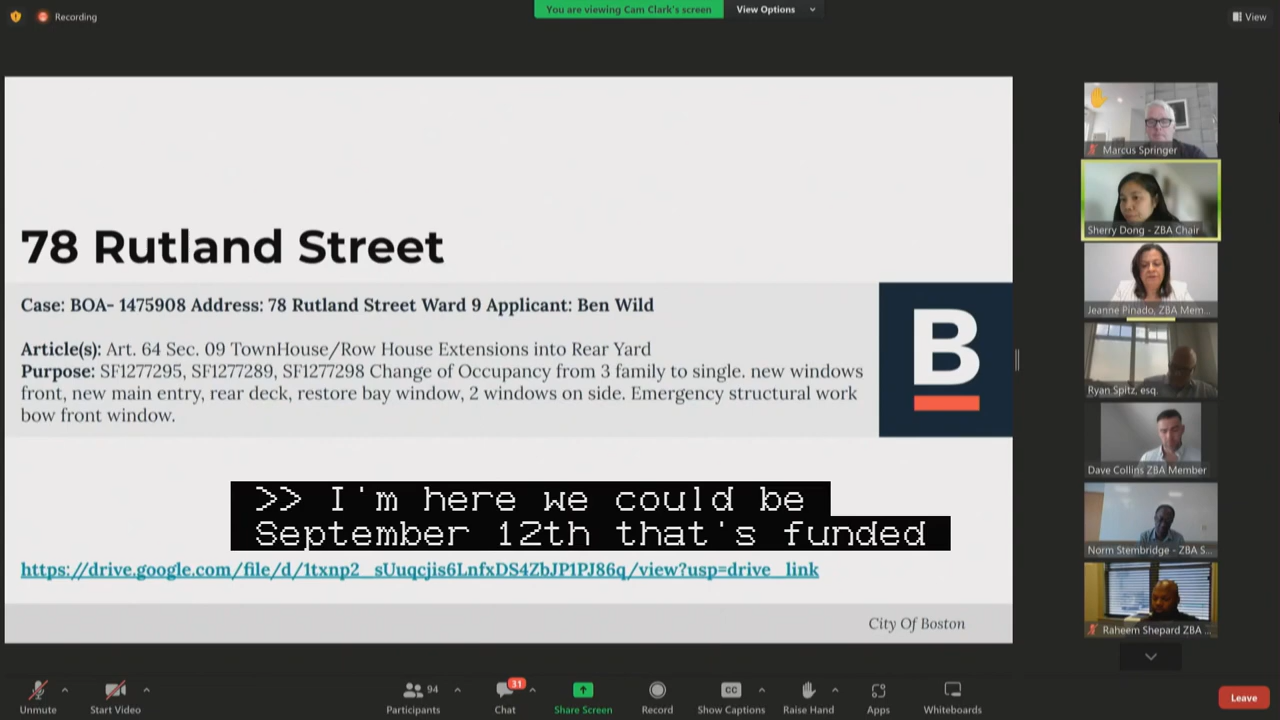 Recording
You are viewing Cam Clark's screen
View Options
View
78 Rutland Street
Case: BOA- 1475908 Address: 78 Rutland Street Ward 9 Applicant: Ben Wild
Article(s): Art. 64 Sec. 09 TownHouse/Row House Extensions into Rear Yard
Purpose: SF1277295, SF1277289, SF1277298 Change of Occupancy from 3 family to single. new windows
front, new main entry, rear deck, restore bay window, 2 windows on side. Emergency structural work
bow front window.
B
>> I'm here we could be
September 12th that's funded
https://drive.google.com/file/d/1txnp2_sUuqcjis6LnfxDS4ZbJP1PJ86q/view?usp=drive_link
City Of Boston
Marcus Springer
Sherry Dong - ZBA Chair
Jeanne Pinado, ZBA Mem...
Ryan Spitz, esq.
Dave Collins ZBA Member
Norm Stembridge - ZBA S...
Raheem Shepard ZBA ...
Unmute
Start Video
94
Participants
31
Chat
Share Screen
Record
CC
Show Captions
Raise Hand
Apps
Whiteboards
Leave